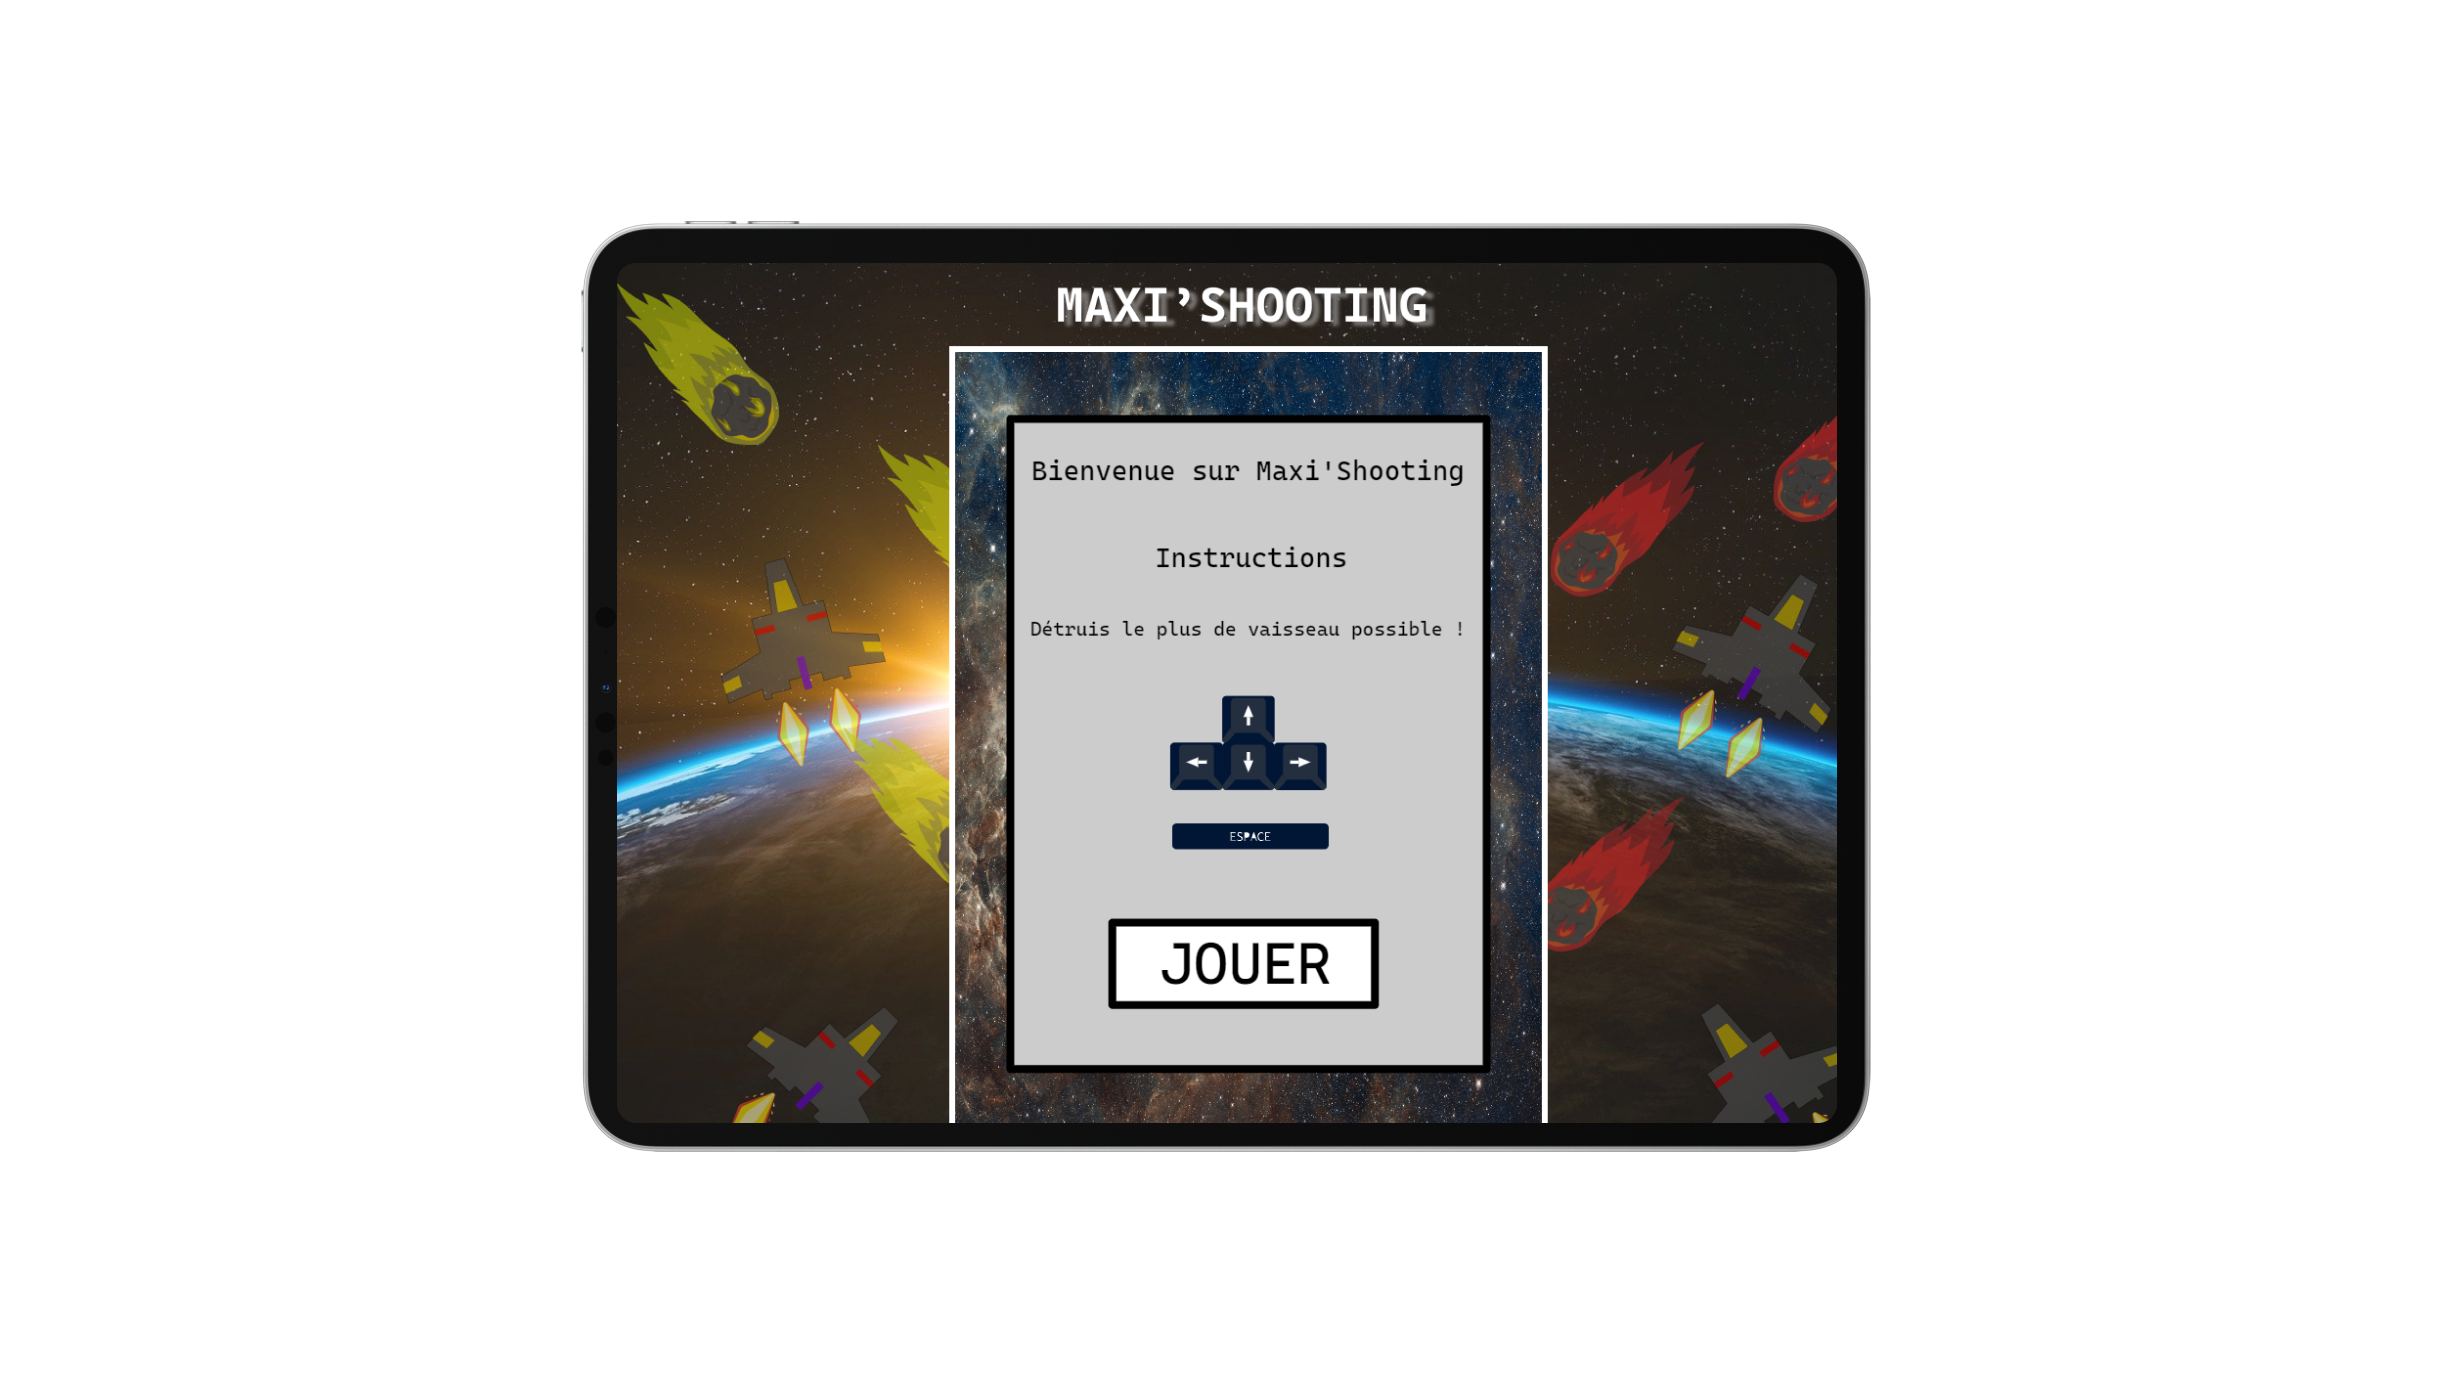 MAXI’SHOOTING
Bienvenue sur Maxi'Shooting
Instructions
Détruis le plus de vaisseau possible !
ESPACE
JOUER